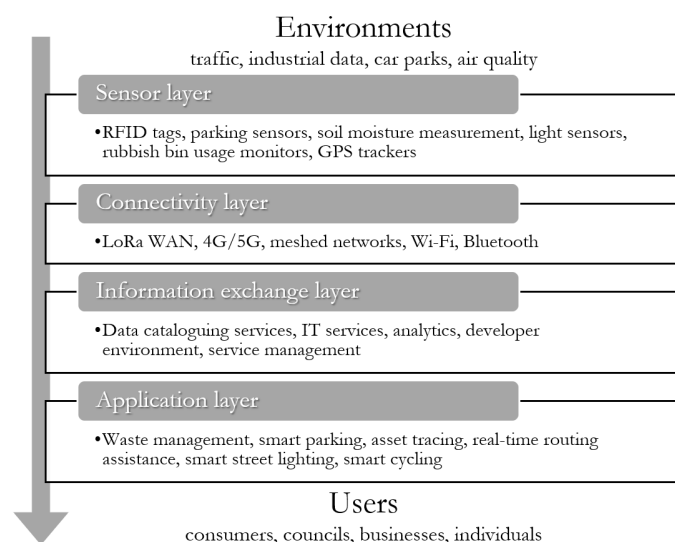 Environments
traffic, industrial data, car parks, air quality
Sensor layer
•RFID tags, parking sensors, soil moisture measurement, light sensors,
rubbish bin usage monitors, GPS trackers
Connectivity layer
•LoRa WAN, 4G/5G, meshed networks, Wi-Fi, Bluetooth
Information exchange layer
•Data cataloguing services, IT services, analytics, developer
environment, service management
Application layer
•Waste management, smart parking, asset tracing, real-time routing
assistance, smart street lighting, smart cycling
Users
consumers, councils, businesses, individuals